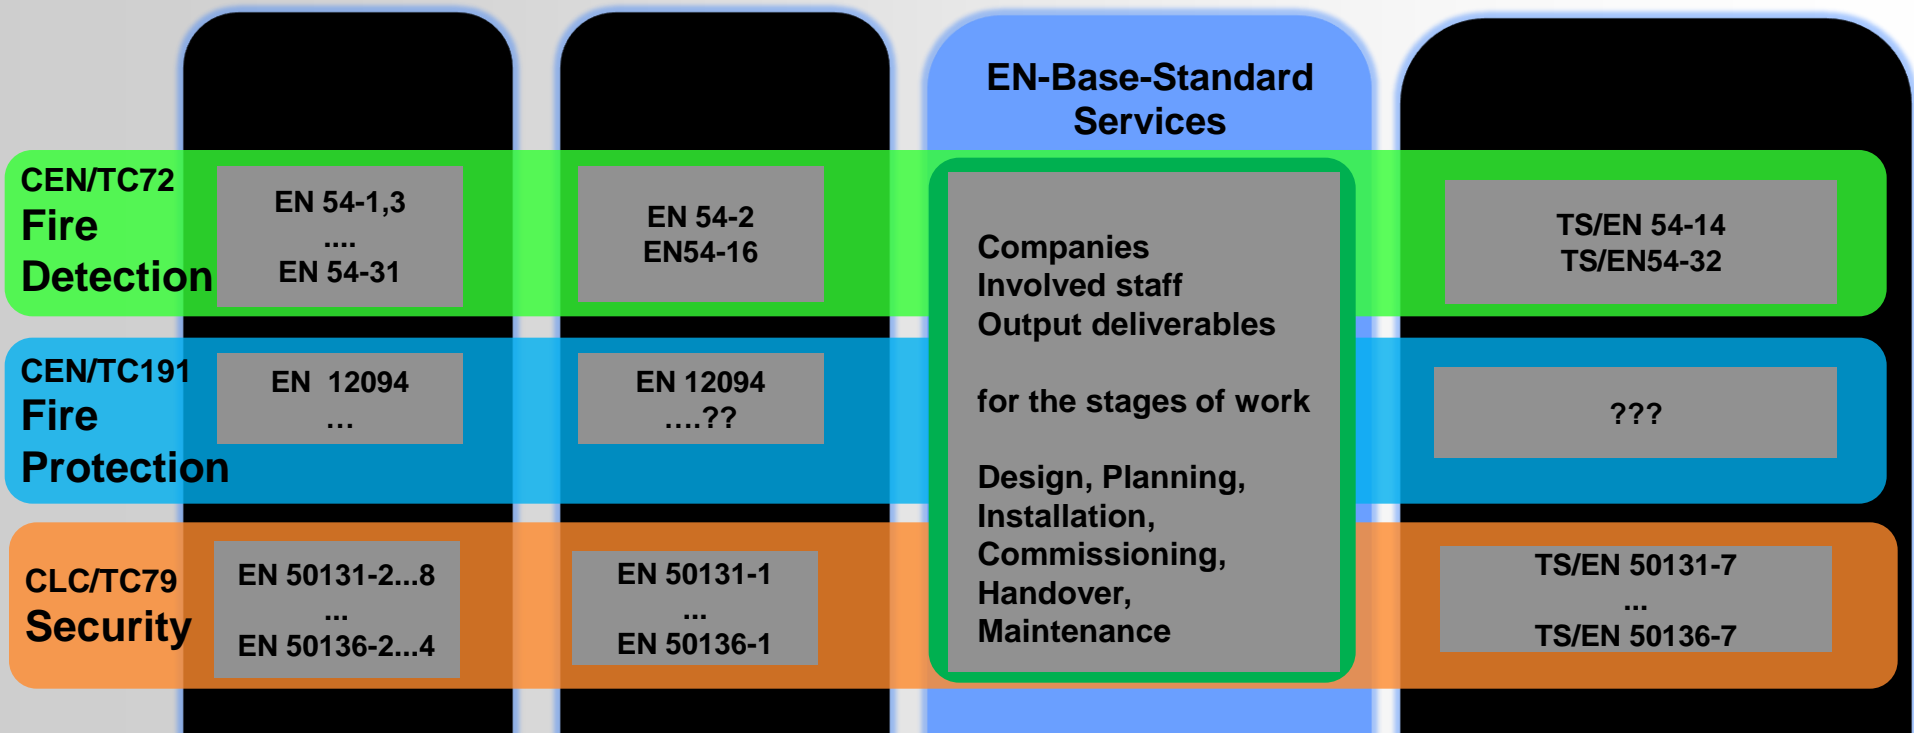 EN-Base-Standard
Services
CEN/TC72
Fire
Detection
EN 54-1,3
....
EN 54-31
EN 54-2
EN54-16
TS/EN 54-14
TS/EN54-32
CEN/TC191
Fire
Protection
EN  12094
…
EN 12094
….??
???
CLC/TC79
Security
EN 50131-2...8
...
EN 50136-2...4
EN 50131-1
...
EN 50136-1
Companies
Involved staff
Output deliverables
for the stages of work
Design, Planning,
Installation,
Commissioning,
Handover,
Maintenance
TS/EN 50131-7
...
TS/EN 50136-7